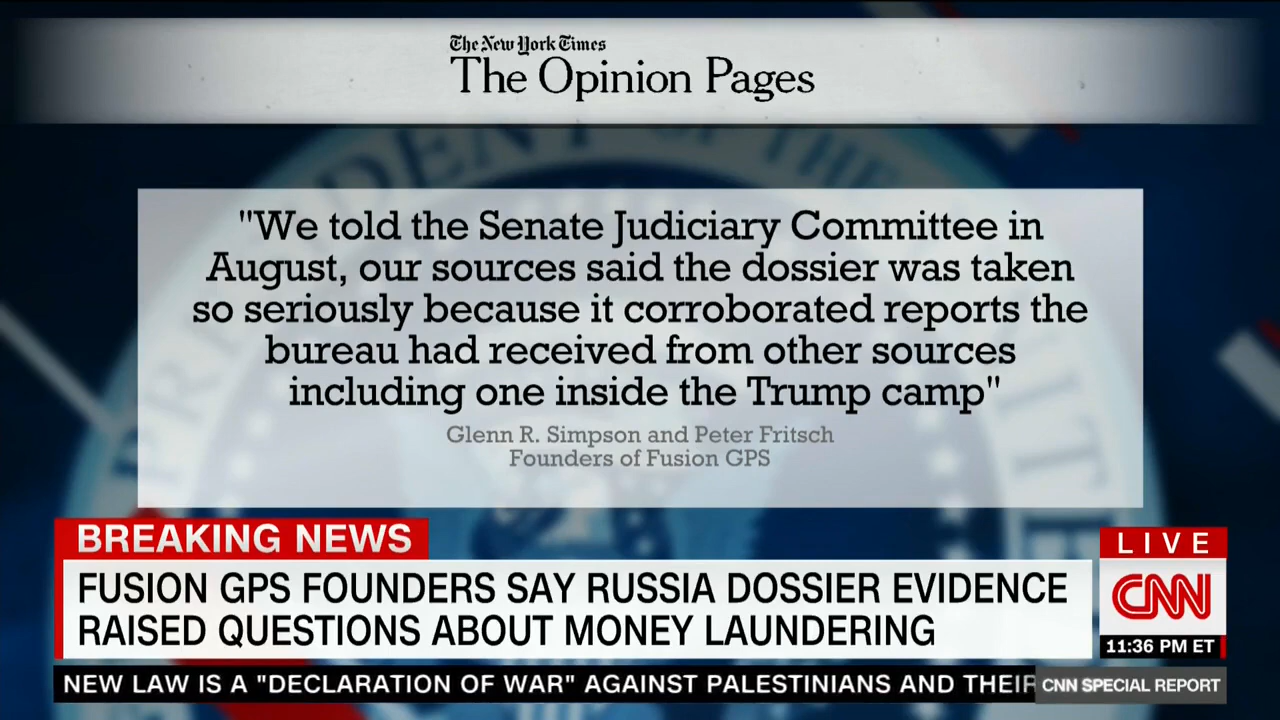 The New York Times
The Opinion Pages
"We told the Senate Judiciary Committee in
August, our sources said the dossier was taken
so seriously because it corroborated reports the
bureau had received from other sources
including one inside the Trump camp"
Glenn R. Simpson and Peter Fritsch
Founders of Fusion GPS
BREAKING NEWS
FUSION GPS FOUNDERS SAY RUSSIA DOSSIER EVIDENCE
RAISED QUESTIONS ABOUT MONEY LAUNDERING
LIVE
CNN
11:36 PM ET
NEW LAW IS A "DECLARATION OF WAR" AGAINST PALESTINIANS AND THEIR
CNN SPECIAL REPORT